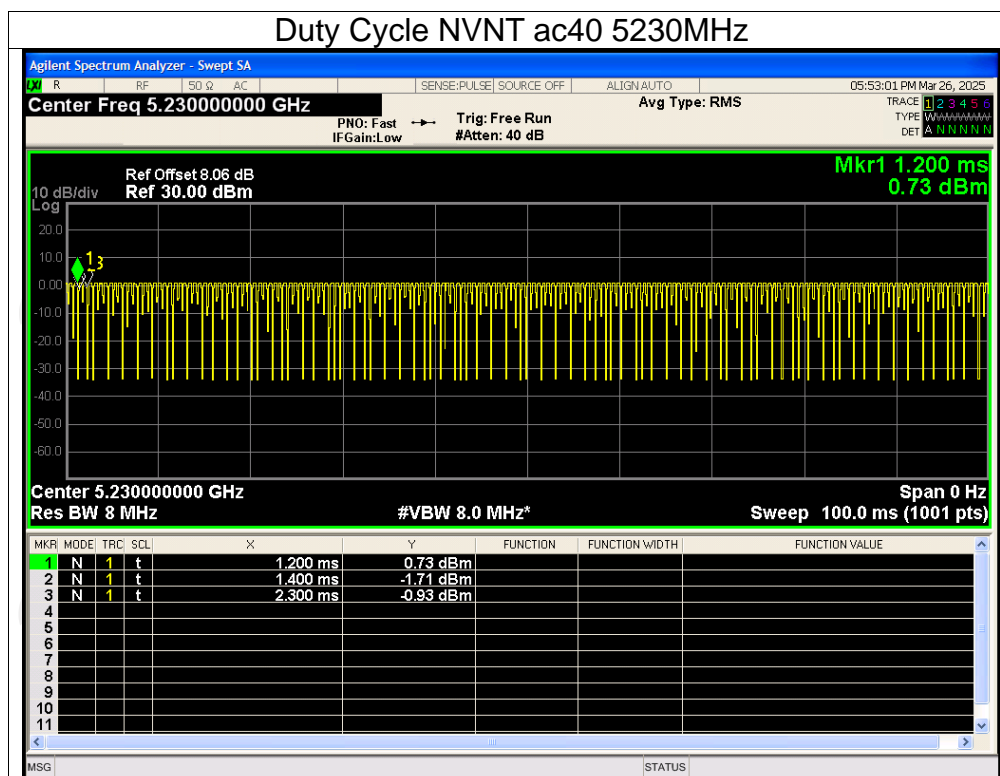 Duty Cycle NVNT ac40 5230MHz
Agilent Spectrum Analyzer - Swept SA
LXI R RF 50 Ω AC SENSE:PULSE SOURCE OFF ALIGN AUTO 05:53:01 PM Mar 26, 2025
Center Freq 5.230000000 GHz Avg Type: RMS TRACE 1 2 3 4 5 6
PNO: Fast Trig: Free Run TYPE
IFGain:Low #Atten: 40 dB DET A N N N N N
Mkr1 1.200 ms
Ref Offset 8.06 dB 0.73 dBm
10 dB/div Ref 30.00 dBm
Log
20.0
10.0 1 3
0.00
-10.0
-20.0
-30.0
-40.0
-50.0
-60.0
Center 5.230000000 GHz Span 0 Hz
Res BW 8 MHz #VBW 8.0 MHz* Sweep 100.0 ms (1001 pts)
MKR MODE TRC SCL X Y FUNCTION FUNCTION WIDTH FUNCTION VALUE
1 N 1 t 1.200 ms 0.73 dBm
2 N 1 t 1.400 ms -1.71 dBm
3 N 1 t 2.300 ms -0.93 dBm
4
5
6
7
8
9
10
11
MSG STATUS